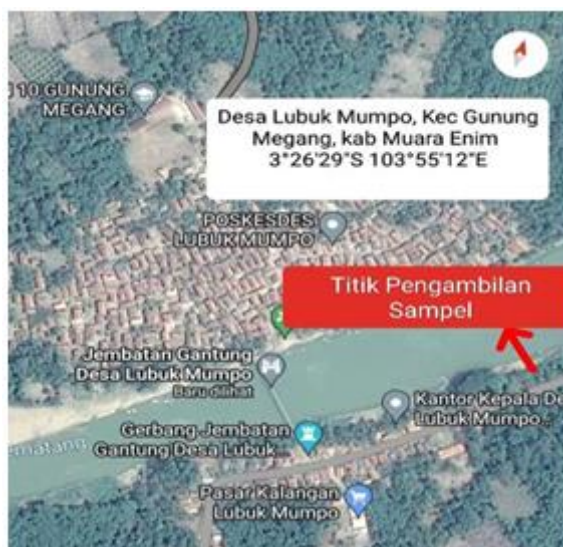 10 GUNUNG
MEGANG
Desa Lubuk Mumpo, Kec Gunung
Megang, kab Muara Enim
3°26'29"S 103°55'12"E
POSKESDES
LUBUK MUMPO
Titik Pengambilan
Sampel
Jembatan Gantung
Desa Lubuk Mumpo
Baru dilihat
Kantor Kepala De
Lubuk Mumpo...
Gerbang Jembatan
Gantung Desa Lubuk...
ematang
Pasar Kalangan
Lubuk Mumpo